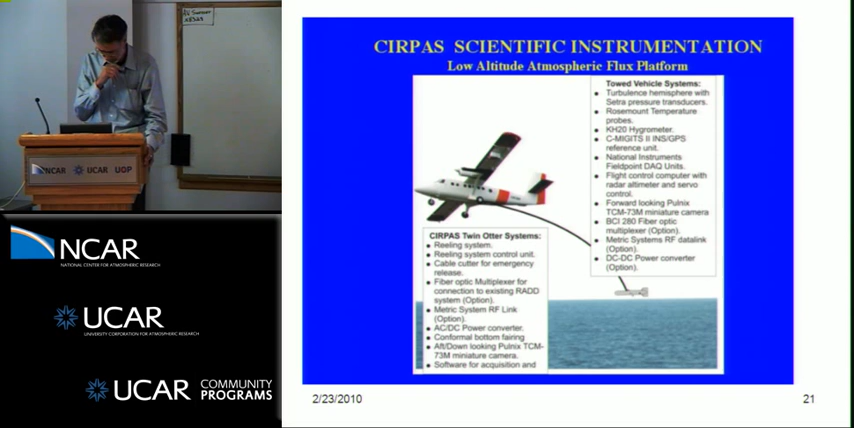 NCAR UCAR UOP
NCAR
NATIONAL CENTER FOR ATMOSPHERIC RESEARCH
UCAR
UNIVERSITY CORPORATION FOR ATMOSPHERIC RESEARCH
UCAR COMMUNITY
PROGRAMS
CIRPAS SCIENTIFIC INSTRUMENTATION
Low Altitude Atmospheric Flux Platform
Towed Vehicle Systems:
• Turbulence hemisphere with
Setra pressure transducers.
• Rosemount Temperature
probes.
• KH20 Hygrometer.
• C-MIGITS II INS/GPS
reference unit.
• National Instruments
Fieldpoint DAQ Units.
• Flight control computer with
radar altimeter and servo
control.
• Forward looking Pulnix
TCM-73M miniature camera
• BCI 280 Fiber optic
multiplexer (Option).
• Metric Systems RF datalink
(Option).
• DC-DC Power converter
(Option).
CIRPAS Twin Otter Systems:
• Reeling system.
• Reeling system control unit.
• Cable cutter for emergency
release.
• Fiber optic Multiplexer for
connection to existing RADD
system (Option).
• Metric System RF Link
(Option).
• AC/DC Power converter.
• Conformal bottom fairing
• Aft/Down looking Pulnix TCM-
73M miniature camera.
• Software for acquisition and
2/23/2010
21